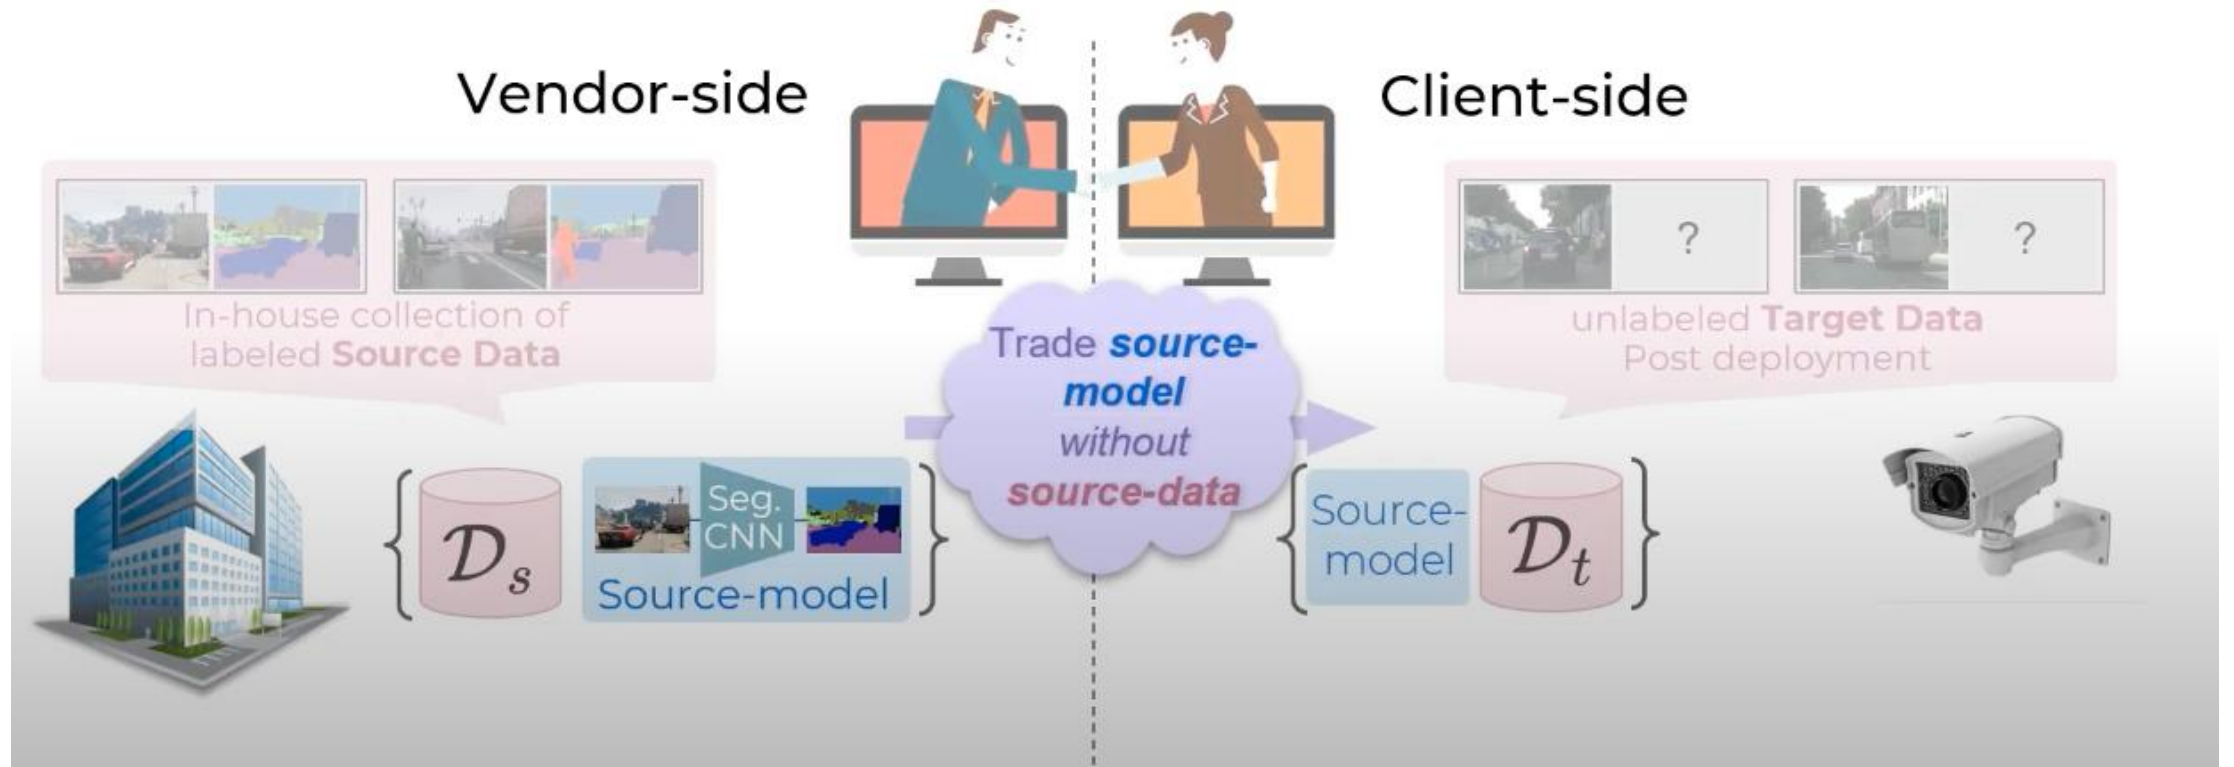 Vendor-side
Client-side
In-house collection of
labeled Source Data
?
?
unlabeled Target Data
Post deployment
Trade source-
model
without
source-data
𝒟s
Seg.
CNN
Source-model
Source-
model
𝒟t